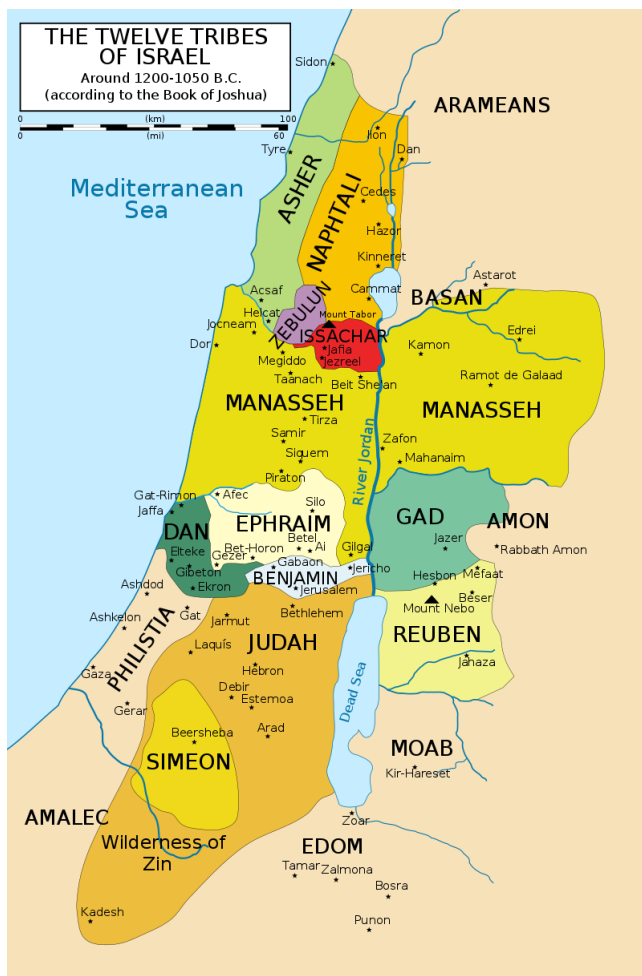 THE TWELVE TRIBES
OF ISRAEL
Around 1200-1050 B.C.
(according to the Book of Joshua)
0 (km) 100
0 (mi) 60
Sidon
ARAMEANS
Ijon
Tyre
Dan
ASHER
Mediterranean
Sea
NAPHTALI
Cedes
Hazor
Kinneret
Astarot
Acsaf
Cammat
BASAN
Helcat
ZEBULUN
Mount Tabor
Jocneam
ISSACHAR
Edrei
Dor
Jafia
Kamon
Megiddo
Jezreel
Taanach
Beit Shelan
Ramot de Galaad
MANASSEH
MANASSEH
Tirza
Samir
River Jordan
Zafon
Siquem
Mahanaim
Piraton
Gat-Rimon
Afec
Jaffa
Silo
EPHRAIM
GAD
AMON
DAN
Betel
Jazer
Elteke
Bet-Horon
Ai
Gilgal
Rabbath Amon
Gezer
Gabaon
Jericho
Gibeton
BENJAMIN
Hesbon
Mefaat
Ashdod
Ekron
Jerusalem
Beser
Gat
Bethlehem
Mount Nebo
Ashkelon
Jarmut
PHILISTIA
JUDAH
REUBEN
Laquís
Jahaza
Gaza
Hebron
Debir
Dead Sea
Gerar
Estemoa
Beersheba
Arad
MOAB
SIMEON
Kir-Hareset
AMALEC
Zoar
Wilderness of
Zin
EDOM
Tamar
Zalmona
Bosra
Kadesh
Punon